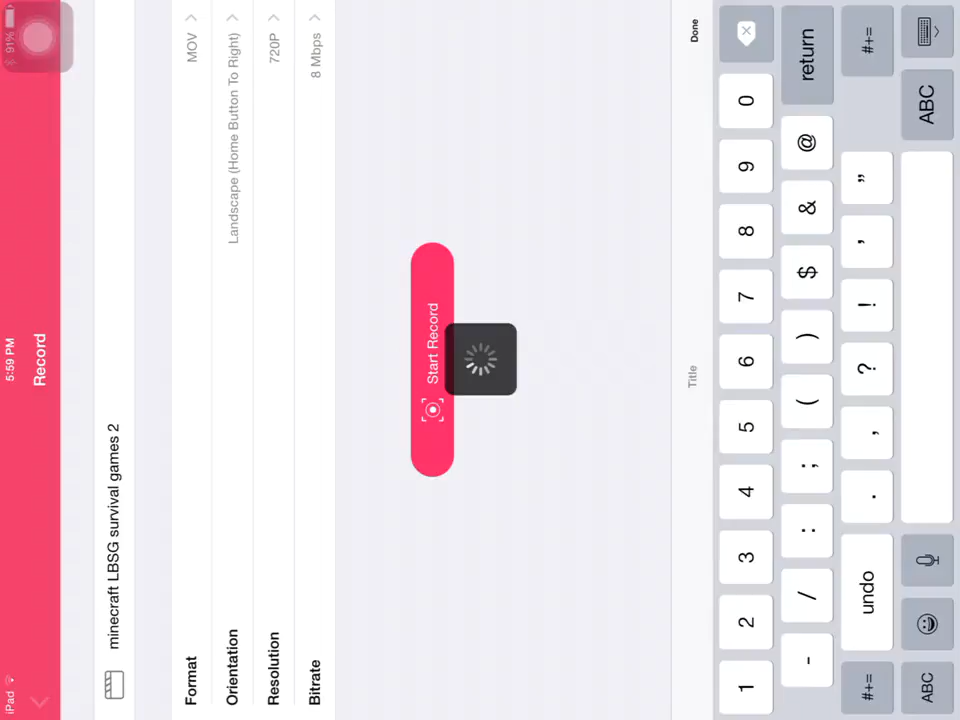 iPad 5:59 PM 91%
Record
minecraft LBSG survival games 2
Format MOV
Orientation Landscape (Home Button To Right)
Resolution 720P
Bitrate 8 Mbps
Start Record
Title Done
1 2 3 4 5 6 7 8 9 0
- / : ; ( ) $ & @ return
#+= undo . , ? ! ' " #+=
ABC ABC